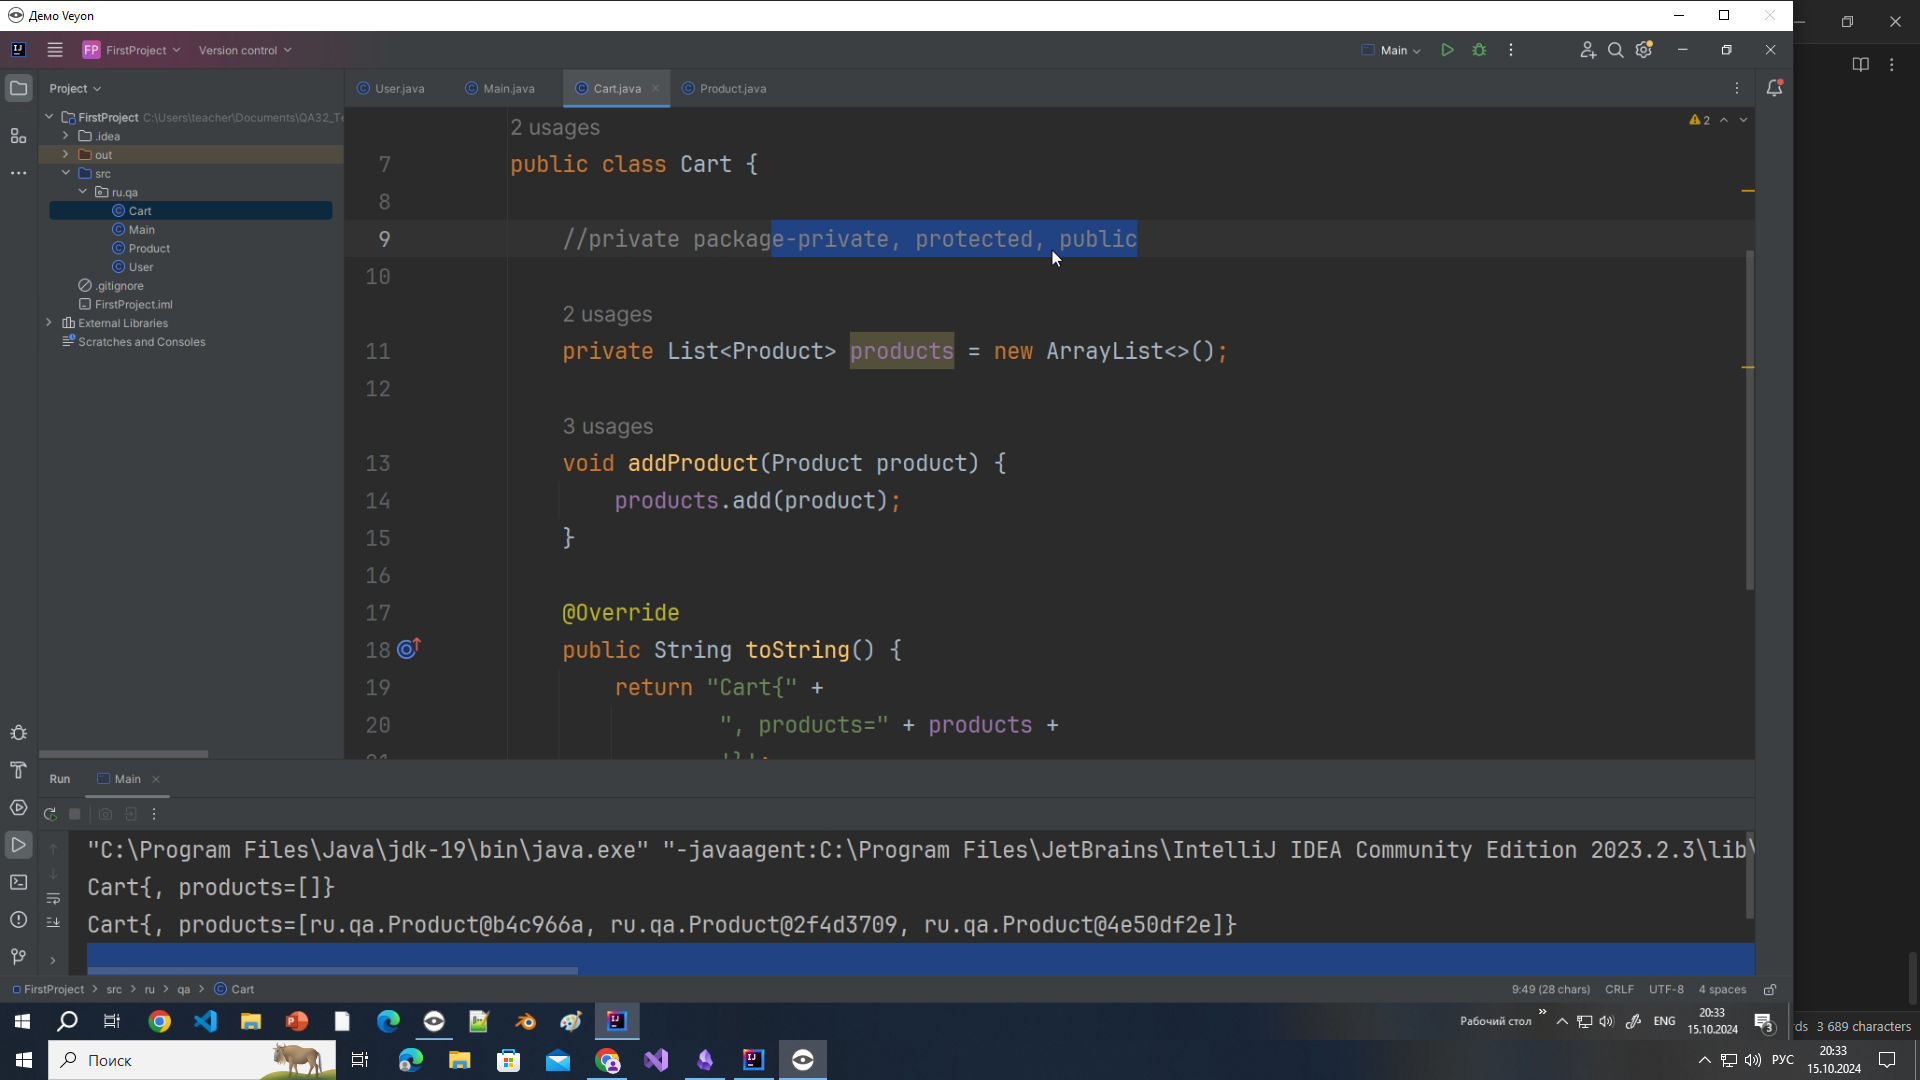 Демо Veyon
FP FirstProject Version control Main
Project
User.java Main.java Cart.java Product.java
FirstProject C:\Users\teacher\Documents\QA32_Te
.idea
out
src
ru.qa
Cart
Main
Product
User
.gitignore
FirstProject.iml
External Libraries
Scratches and Consoles
2
2 usages
7 public class Cart {
8
9 //private package-private, protected, public
10
2 usages
11 private List<Product> products = new ArrayList<>();
12
3 usages
13 void addProduct(Product product) {
14 products.add(product);
15 }
16
17 @Override
18 public String toString() {
19 return "Cart{" +
20 ", products=" + products +
Run Main
"C:\Program Files\Java\jdk-19\bin\java.exe" "-javaagent:C:\Program Files\JetBrains\IntelliJ IDEA Community Edition 2023.2.3\lib\
Cart{, products=[]}
Cart{, products=[ru.qa.Product@b4c966a, ru.qa.Product@2f4d3709, ru.qa.Product@4e50df2e]}
FirstProject > src > ru > qa > Cart 9:49 (28 chars) CRLF UTF-8 4 spaces
Рабочий стол ENG 20:33
15.10.2024 3
ds 3 689 characters
Поиск РУС 20:33
15.10.2024